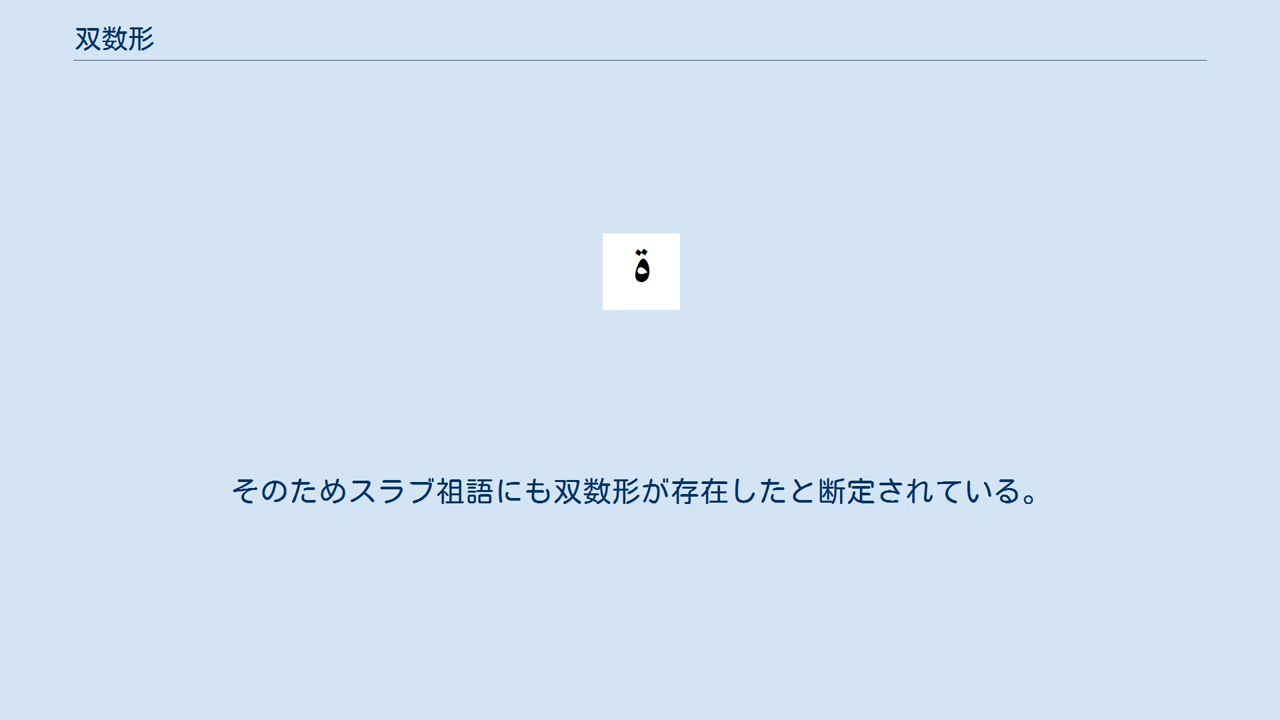 双数形
ة
そのためスラブ祖語にも双数形が存在したと断定されている。